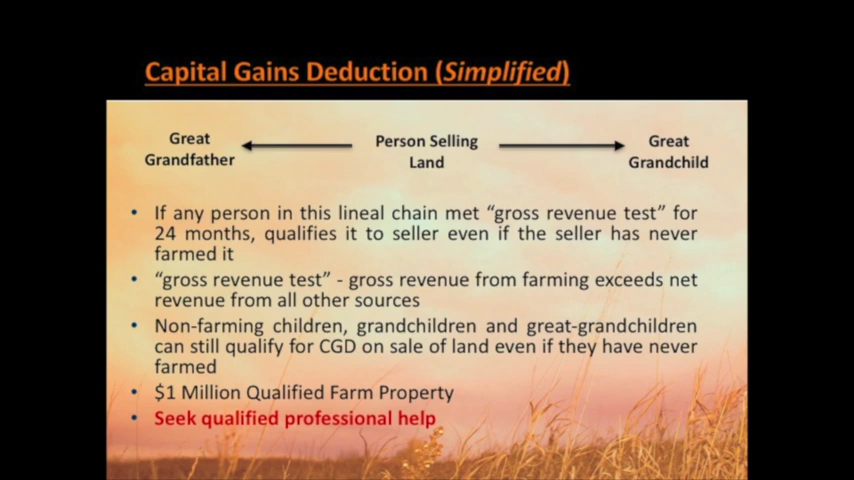 Capital Gains Deduction (Simplified)
Great
Grandfather
Person Selling
Land
Great
Grandchild
• If any person in this lineal chain met “gross revenue test” for
24 months, qualifies it to seller even if the seller has never
farmed it
• “gross revenue test” - gross revenue from farming exceeds net
revenue from all other sources
• Non-farming children, grandchildren and great-grandchildren
can still qualify for CGD on sale of land even if they have never
farmed
• $1 Million Qualified Farm Property
• Seek qualified professional help